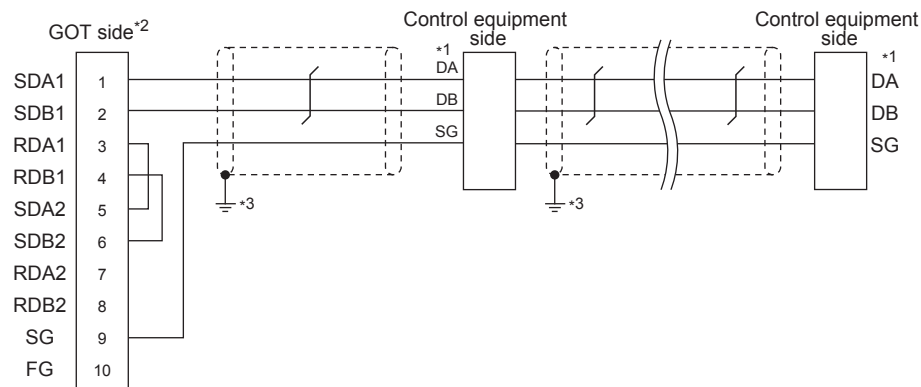 GOT side*2
SDA1 1
SDB1 2
RDA1 3
RDB1 4
SDA2 5
SDB2 6
RDA2 7
RDB2 8
SG 9
FG 10
*3
Control equipment
side
*1
DA
DB
SG
*3
Control equipment
side
*1
DA
DB
SG